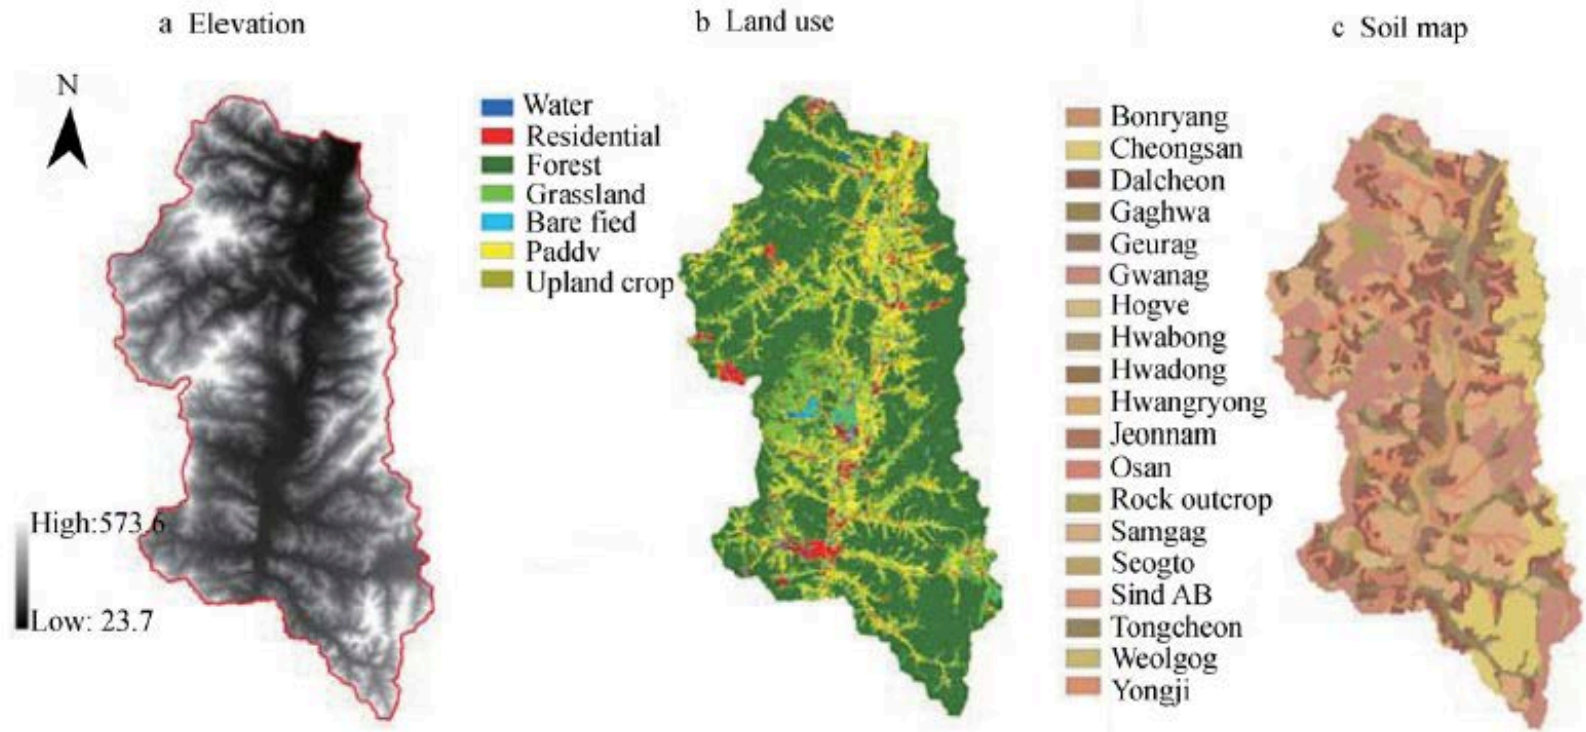 a Elevation
b Land use
c Soil map
N
High:573.6
Low: 23.7
Water
Residential
Forest
Grassland
Bare fied
Paddv
Upland crop
Bonryang
Cheongsan
Dalcheon
Gaghwa
Geurag
Gwanag
Hogve
Hwabong
Hwadong
Hwangryong
Jeonnam
Osan
Rock outcrop
Samgag
Seogto
Sind AB
Tongcheon
Weolgog
Yongji